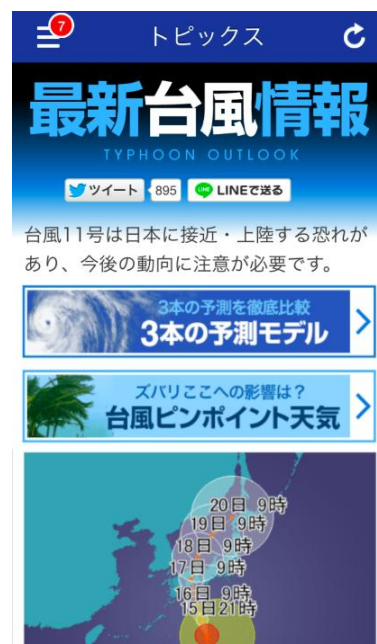 7
トピックス
最新台風情報
TYPHOON OUTLOOK
ツイート 895 LINE LINEで送る
台風11号は日本に接近・上陸する恐れが
あり、今後の動向に注意が必要です。
3本の予測を徹底比較
3本の予測モデル
ズバリここへの影響は？
台風ピンポイント天気
20日 9時
19日 9時
18日 9時
17日 9時
16日 9時
15日21時